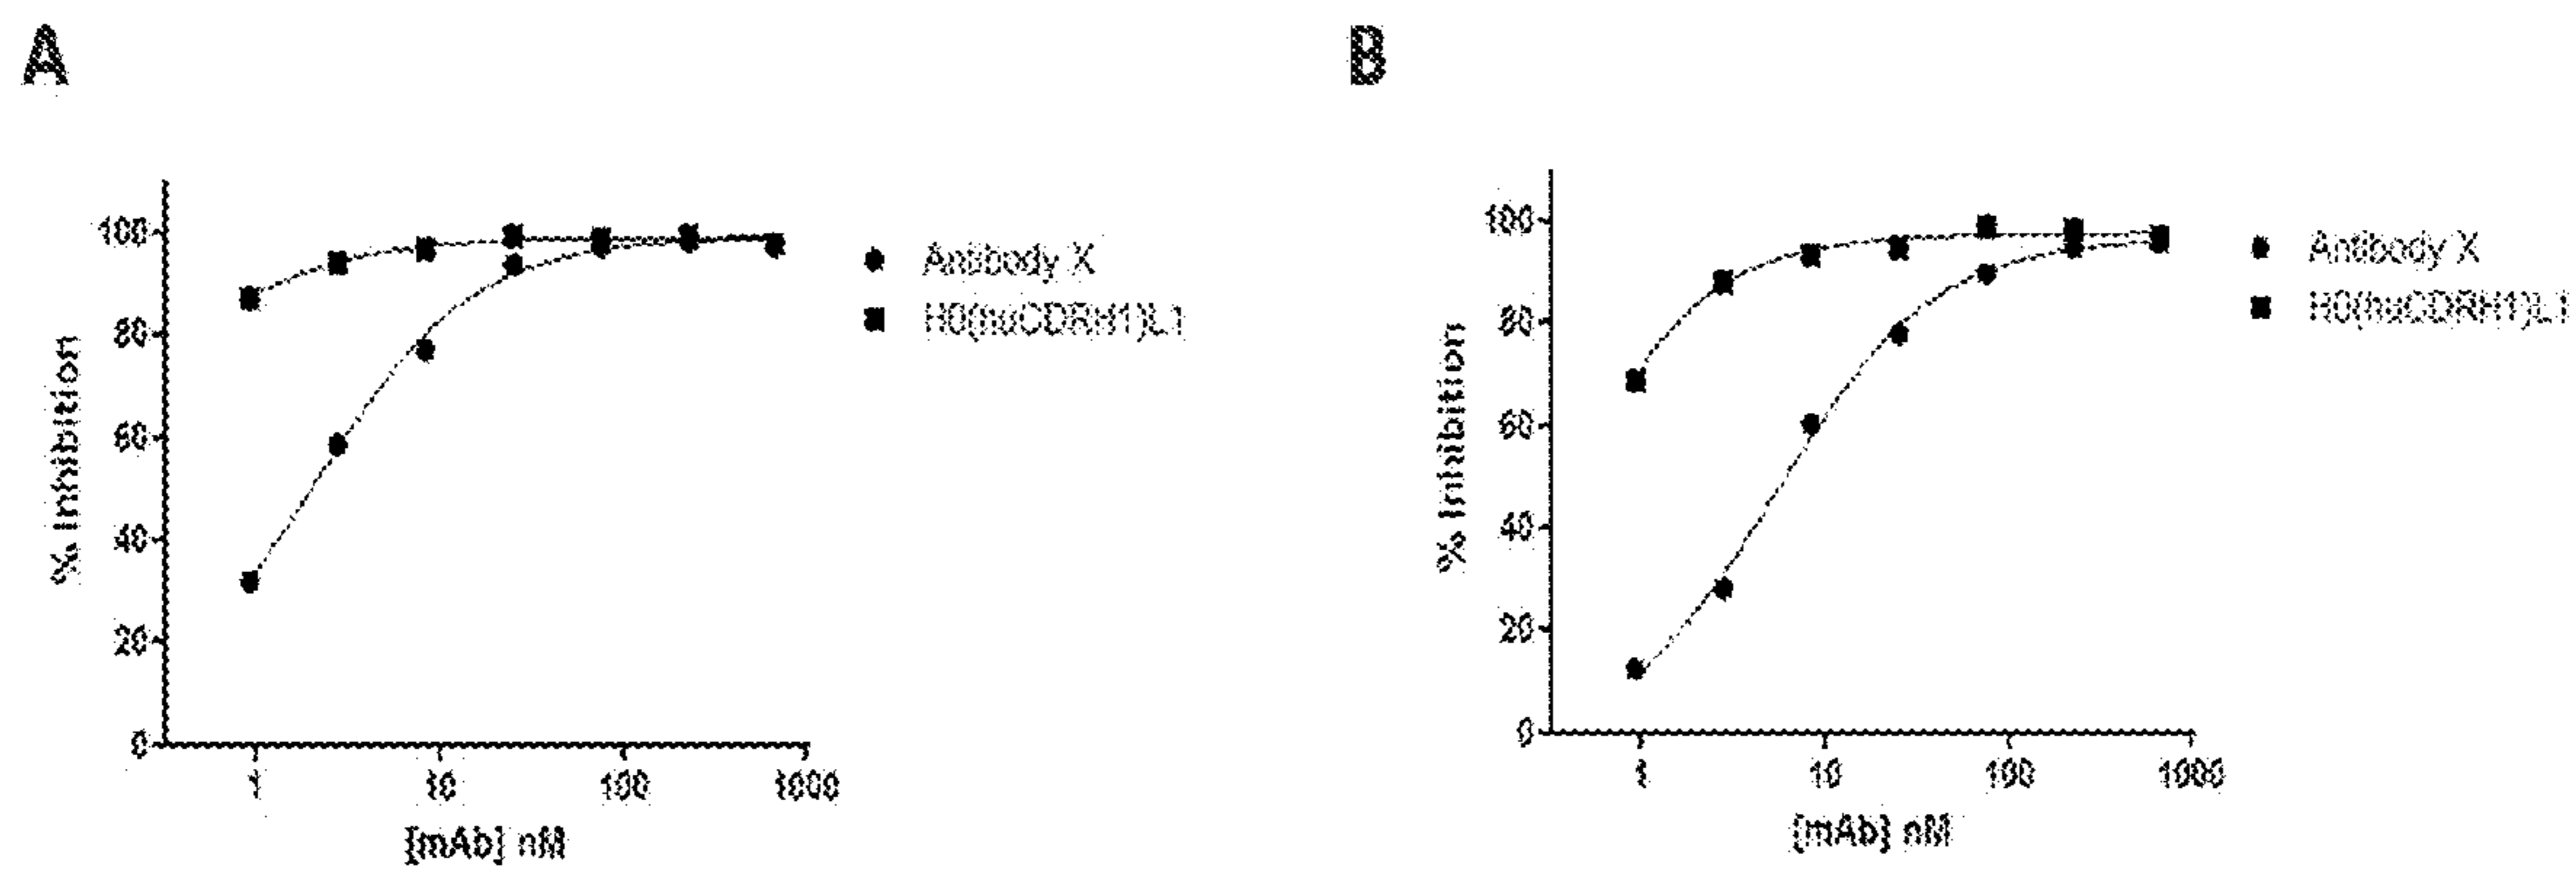 A
100
80
60
40
20
0
% Inhibition
1 10 100 1000
[mAb] nM
Antibody X
H0(huCDRH1)L1
B
100
80
60
40
20
0
% Inhibition
1 10 100 1000
[mAb] nM
Antibody X
H0(huCDRH1)L1